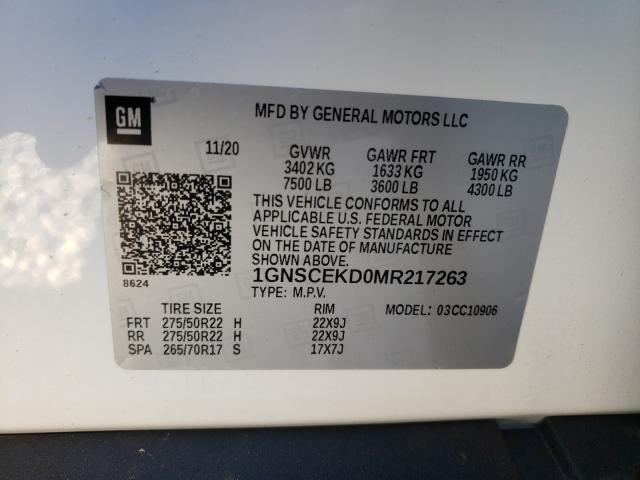 GM
MFD BY GENERAL MOTORS LLC
11/20 GVWR GAWR FRT GAWR RR
3402 KG 1633 KG 1950 KG
7500 LB 3600 LB 4300 LB
THIS VEHICLE CONFORMS TO ALL
APPLICABLE U.S. FEDERAL MOTOR
VEHICLE SAFETY STANDARDS IN EFFECT
ON THE DATE OF MANUFACTURE
SHOWN ABOVE.
8624
1GNSCEKD0MR217263
TYPE: M.P.V.
TIRE SIZE RIM MODEL: 03CC10906
FRT 275/50R22 H 22X9J
RR 275/50R22 H 22X9J
SPA 265/70R17 S 17X7J